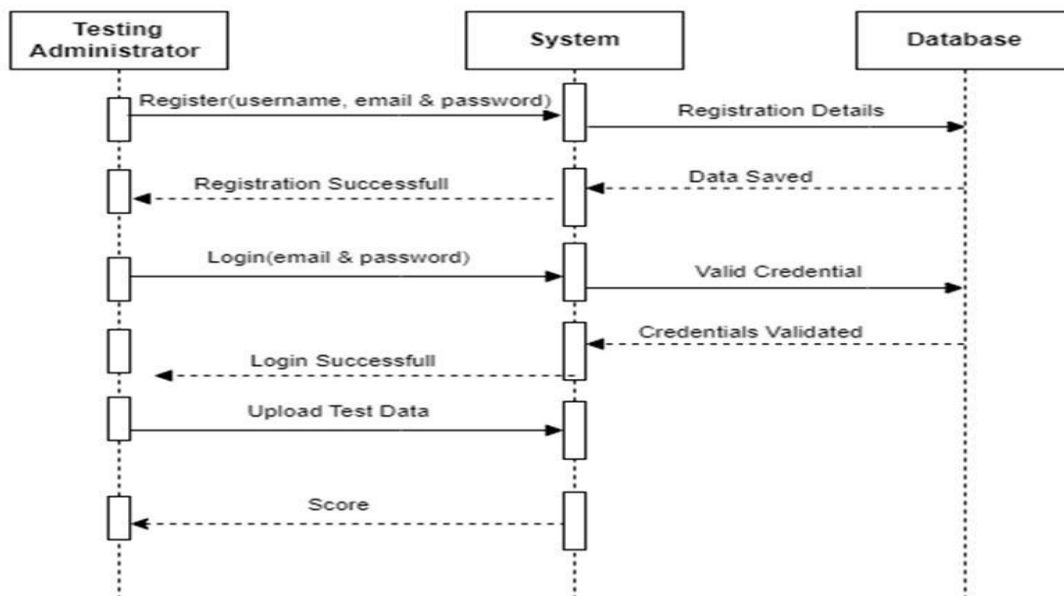 Testing
Administrator
System
Database
Register(username, email & password)
Registration Details
Data Saved
Registration Successfull
Login(email & password)
Valid Credential
Credentials Validated
Login Successfull
Upload Test Data
Score